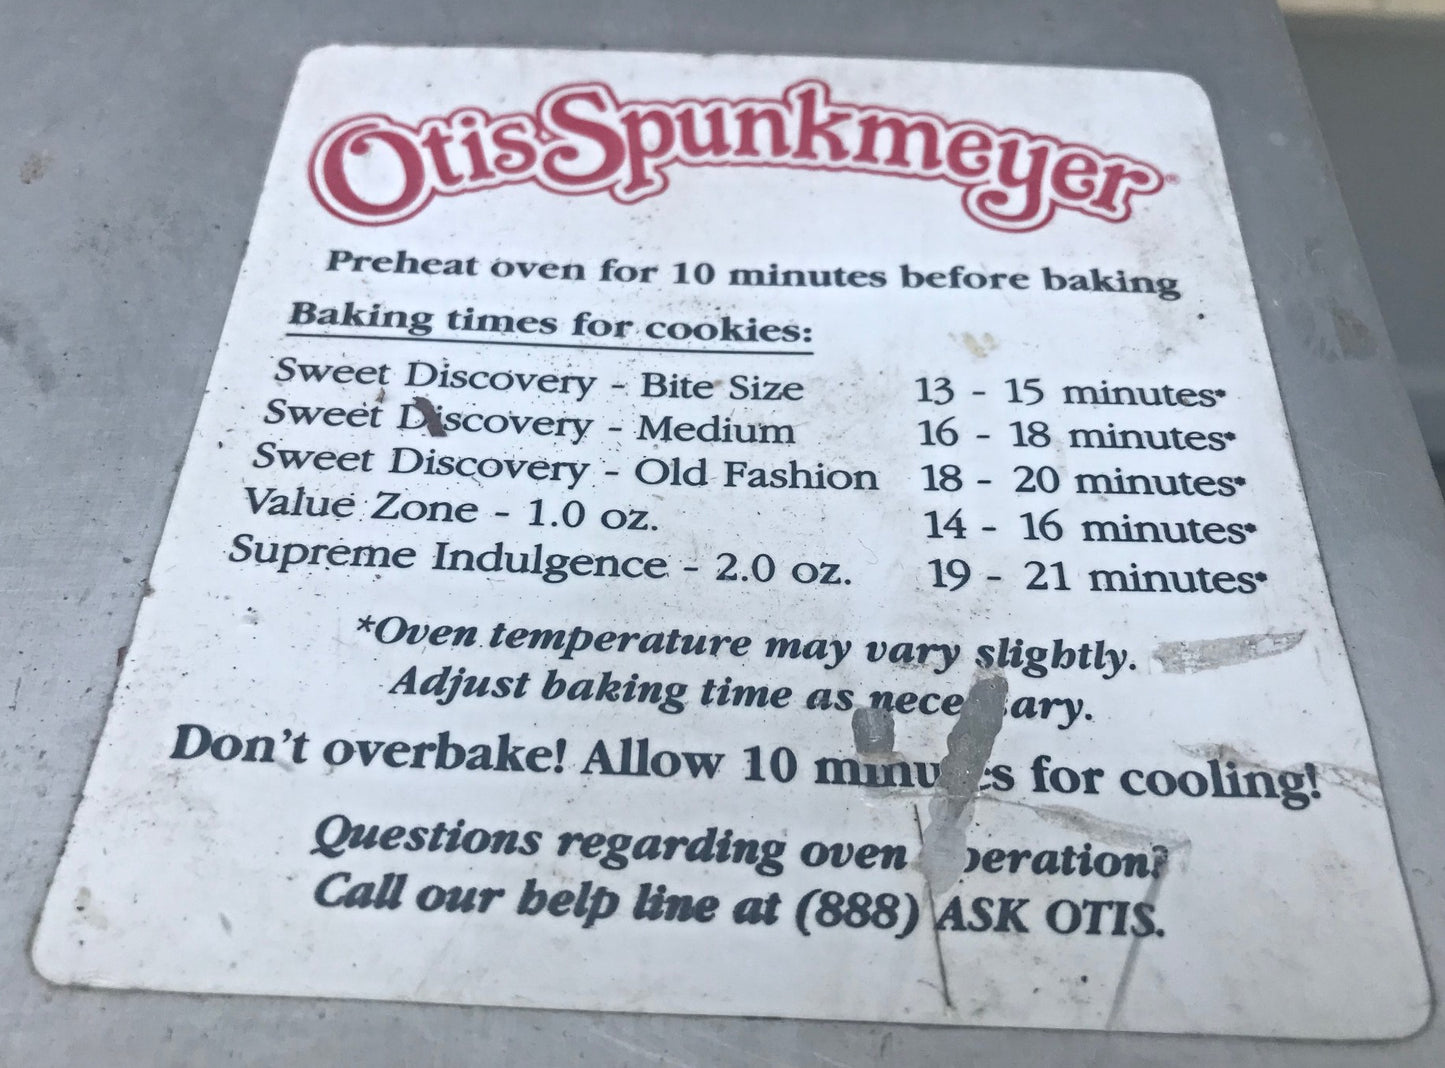 Otis Spunkmeyer®
Preheat oven for 10 minutes before baking
Baking times for cookies:
Sweet Discovery - Bite Size 13 - 15 minutes*
Sweet Discovery - Medium 16 - 18 minutes*
Sweet Discovery - Old Fashion 18 - 20 minutes*
Value Zone - 1.0 oz. 14 - 16 minutes*
Supreme Indulgence - 2.0 oz. 19 - 21 minutes*
*Oven temperature may vary slightly.
Adjust baking time as necessary.
Don't overbake! Allow 10 minutes for cooling!
Questions regarding oven operation?
Call our help line at (888) ASK OTIS.